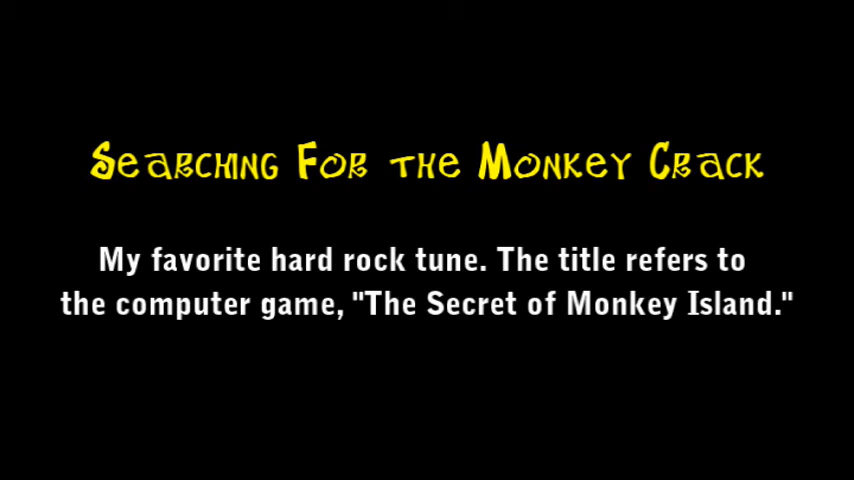 Searching For the Monkey Crack
My favorite hard rock tune. The title refers to
the computer game, "The Secret of Monkey Island."